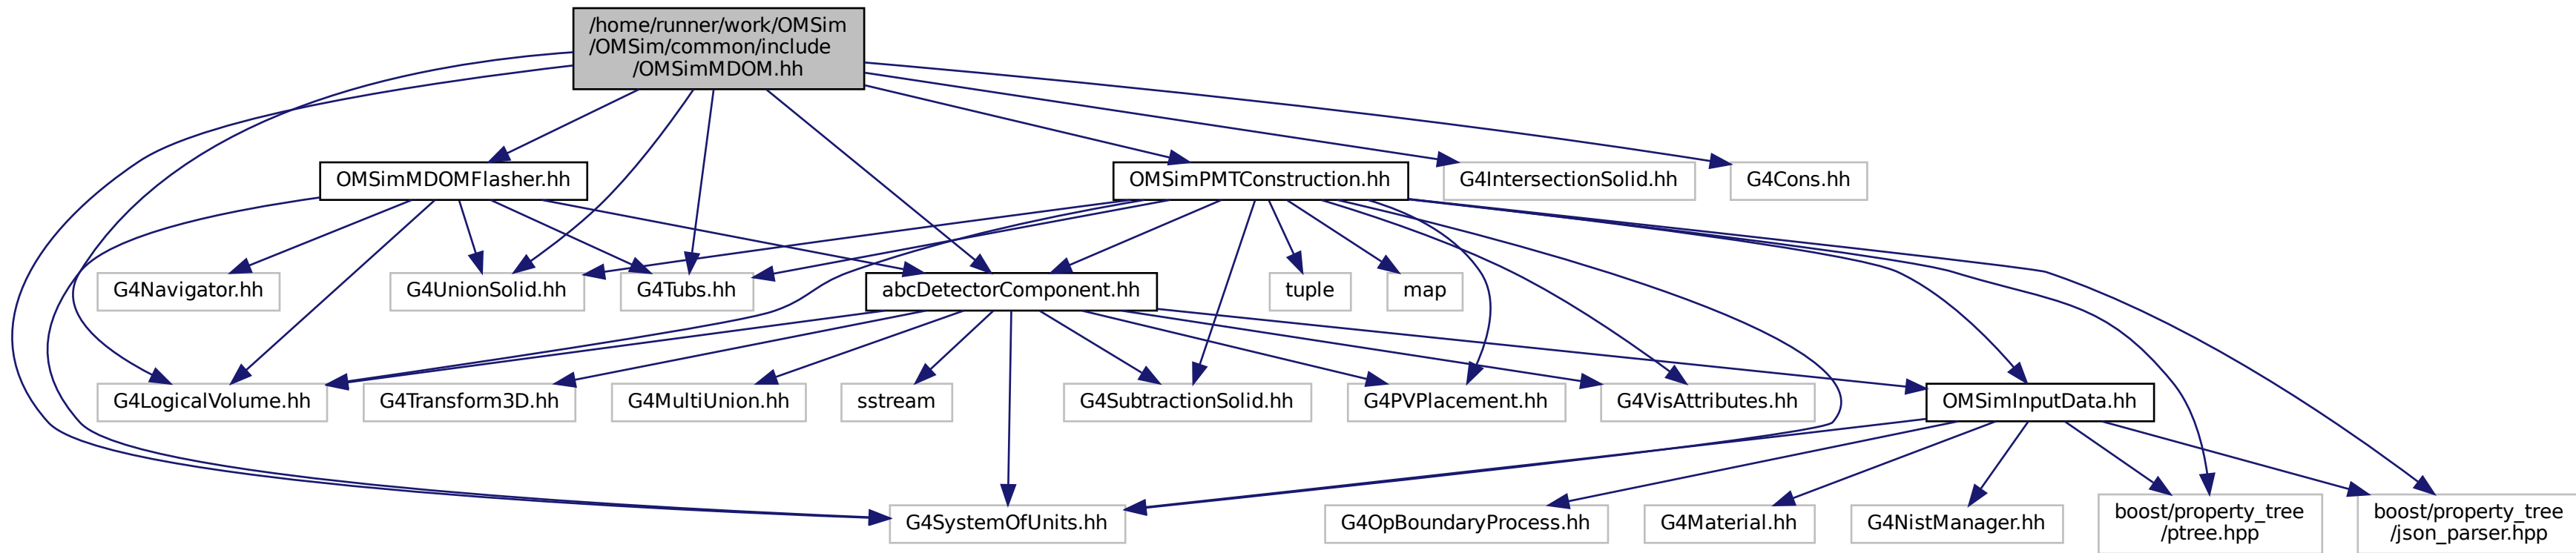 /home/runner/work/OMSim
/OMSim/common/include
/OMSimMDOM.hh
OMSimMDOMFlasher.hh
OMSimPMTConstruction.hh
G4IntersectionSolid.hh
G4Cons.hh
G4Navigator.hh
G4UnionSolid.hh
G4Tubs.hh
abcDetectorComponent.hh
tuple
map
G4LogicalVolume.hh
G4Transform3D.hh
G4MultiUnion.hh
sstream
G4SubtractionSolid.hh
G4PVPlacement.hh
G4VisAttributes.hh
OMSimInputData.hh
G4SystemOfUnits.hh
G4OpBoundaryProcess.hh
G4Material.hh
G4NistManager.hh
boost/property_tree
/ptree.hpp
boost/property_tree
/json_parser.hpp